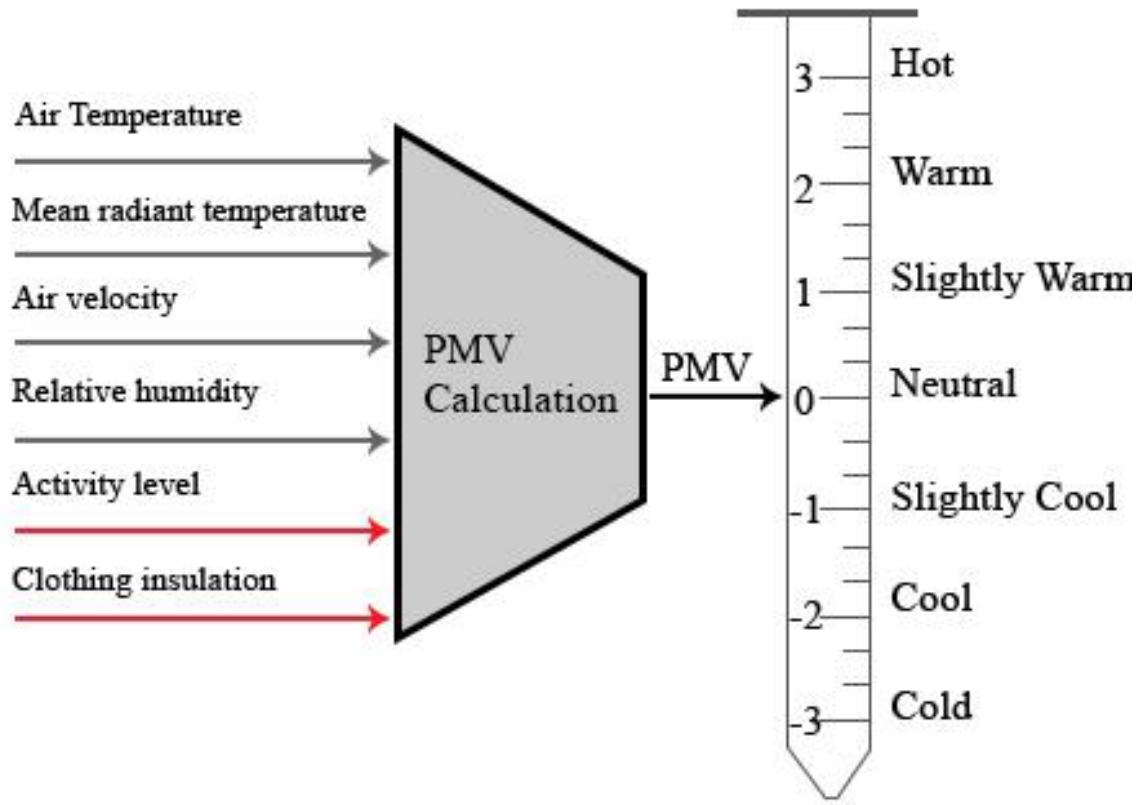 Air Temperature
Mean radiant temperature
Air velocity
Relative humidity
Activity level
Clothing insulation
PMV
Calculation
PMV
3 Hot
2 Warm
1 Slightly Warm
0 Neutral
-1 Slightly Cool
-2 Cool
-3 Cold